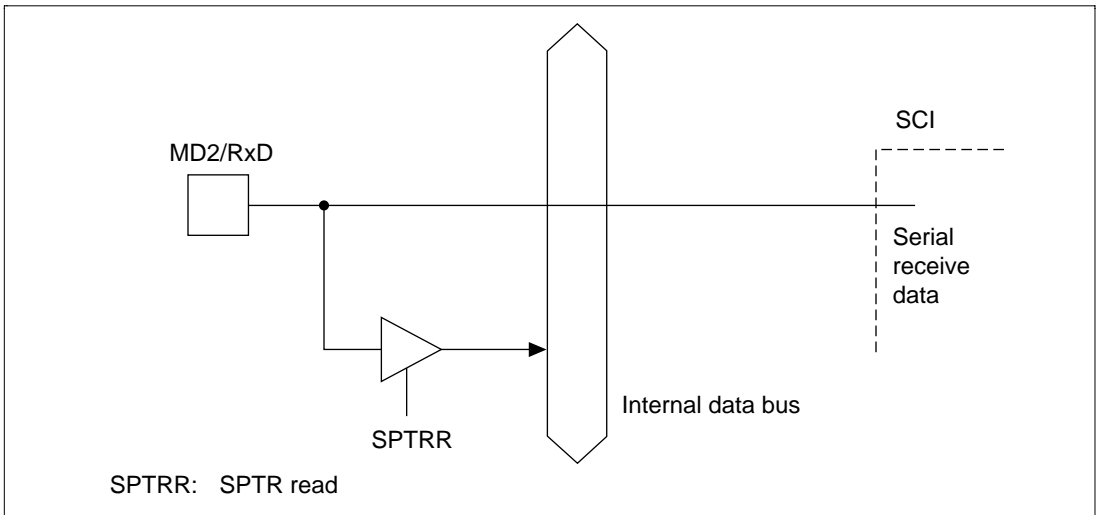 SCI
MD2/RxD
Serial
receive
data
Internal data bus
SPTRR
SPTRR: SPTR read